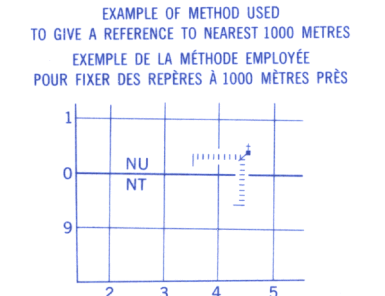 EXAMPLE OF METHOD USED
TO GIVE A REFERENCE TO NEAREST 1000 METRES
EXEMPLE DE LA MÉTHODE EMPLOYÉE
POUR FIXER DES REPÈRES À 1000 MÈTRES PRÈS
1
NU
0
NT
9
2 3 4 5